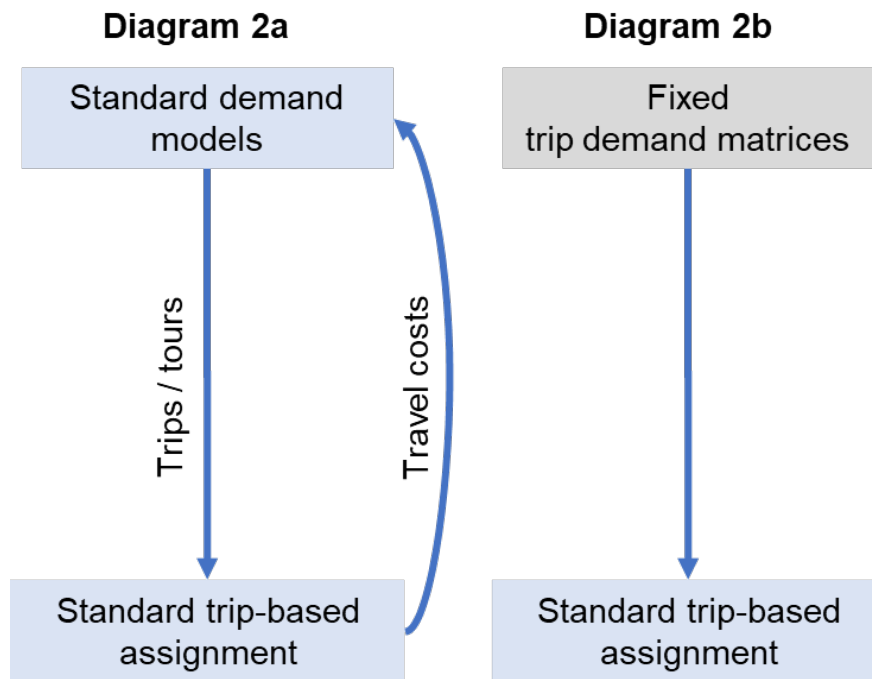 Diagram 2a
Standard demand
models
Trips / tours
Travel costs
Standard trip-based
assignment
Diagram 2b
Fixed
trip demand matrices
Standard trip-based
assignment